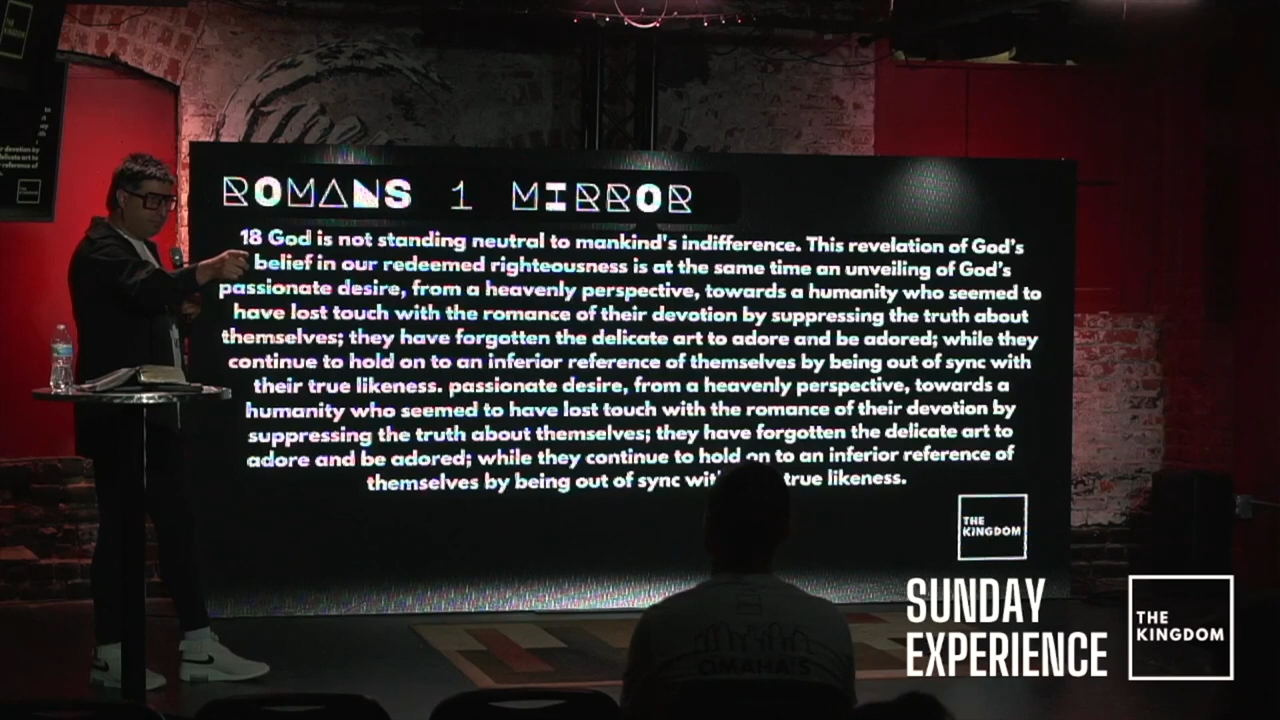 ROMANS 1 MIRROR
18 God is not standing neutral to mankind's indifference. This revelation of God's
belief in our redeemed righteousness is at the same time an unveiling of God's
passionate desire, from a heavenly perspective, towards a humanity who seemed to
have lost touch with the romance of their devotion by suppressing the truth about
themselves; they have forgotten the delicate art to adore and be adored; while they
continue to hold on to an inferior reference of themselves by being out of sync with
their true likeness. passionate desire, from a heavenly perspective, towards a
humanity who seemed to have lost touch with the romance of their devotion by
suppressing the truth about themselves; they have forgotten the delicate art to
adore and be adored; while they continue to hold on to an inferior reference of
themselves by being out of sync true likeness.
THE
KINGDOM
SUNDAY
EXPERIENCE
THE
KINGDOM
OMAHA'S